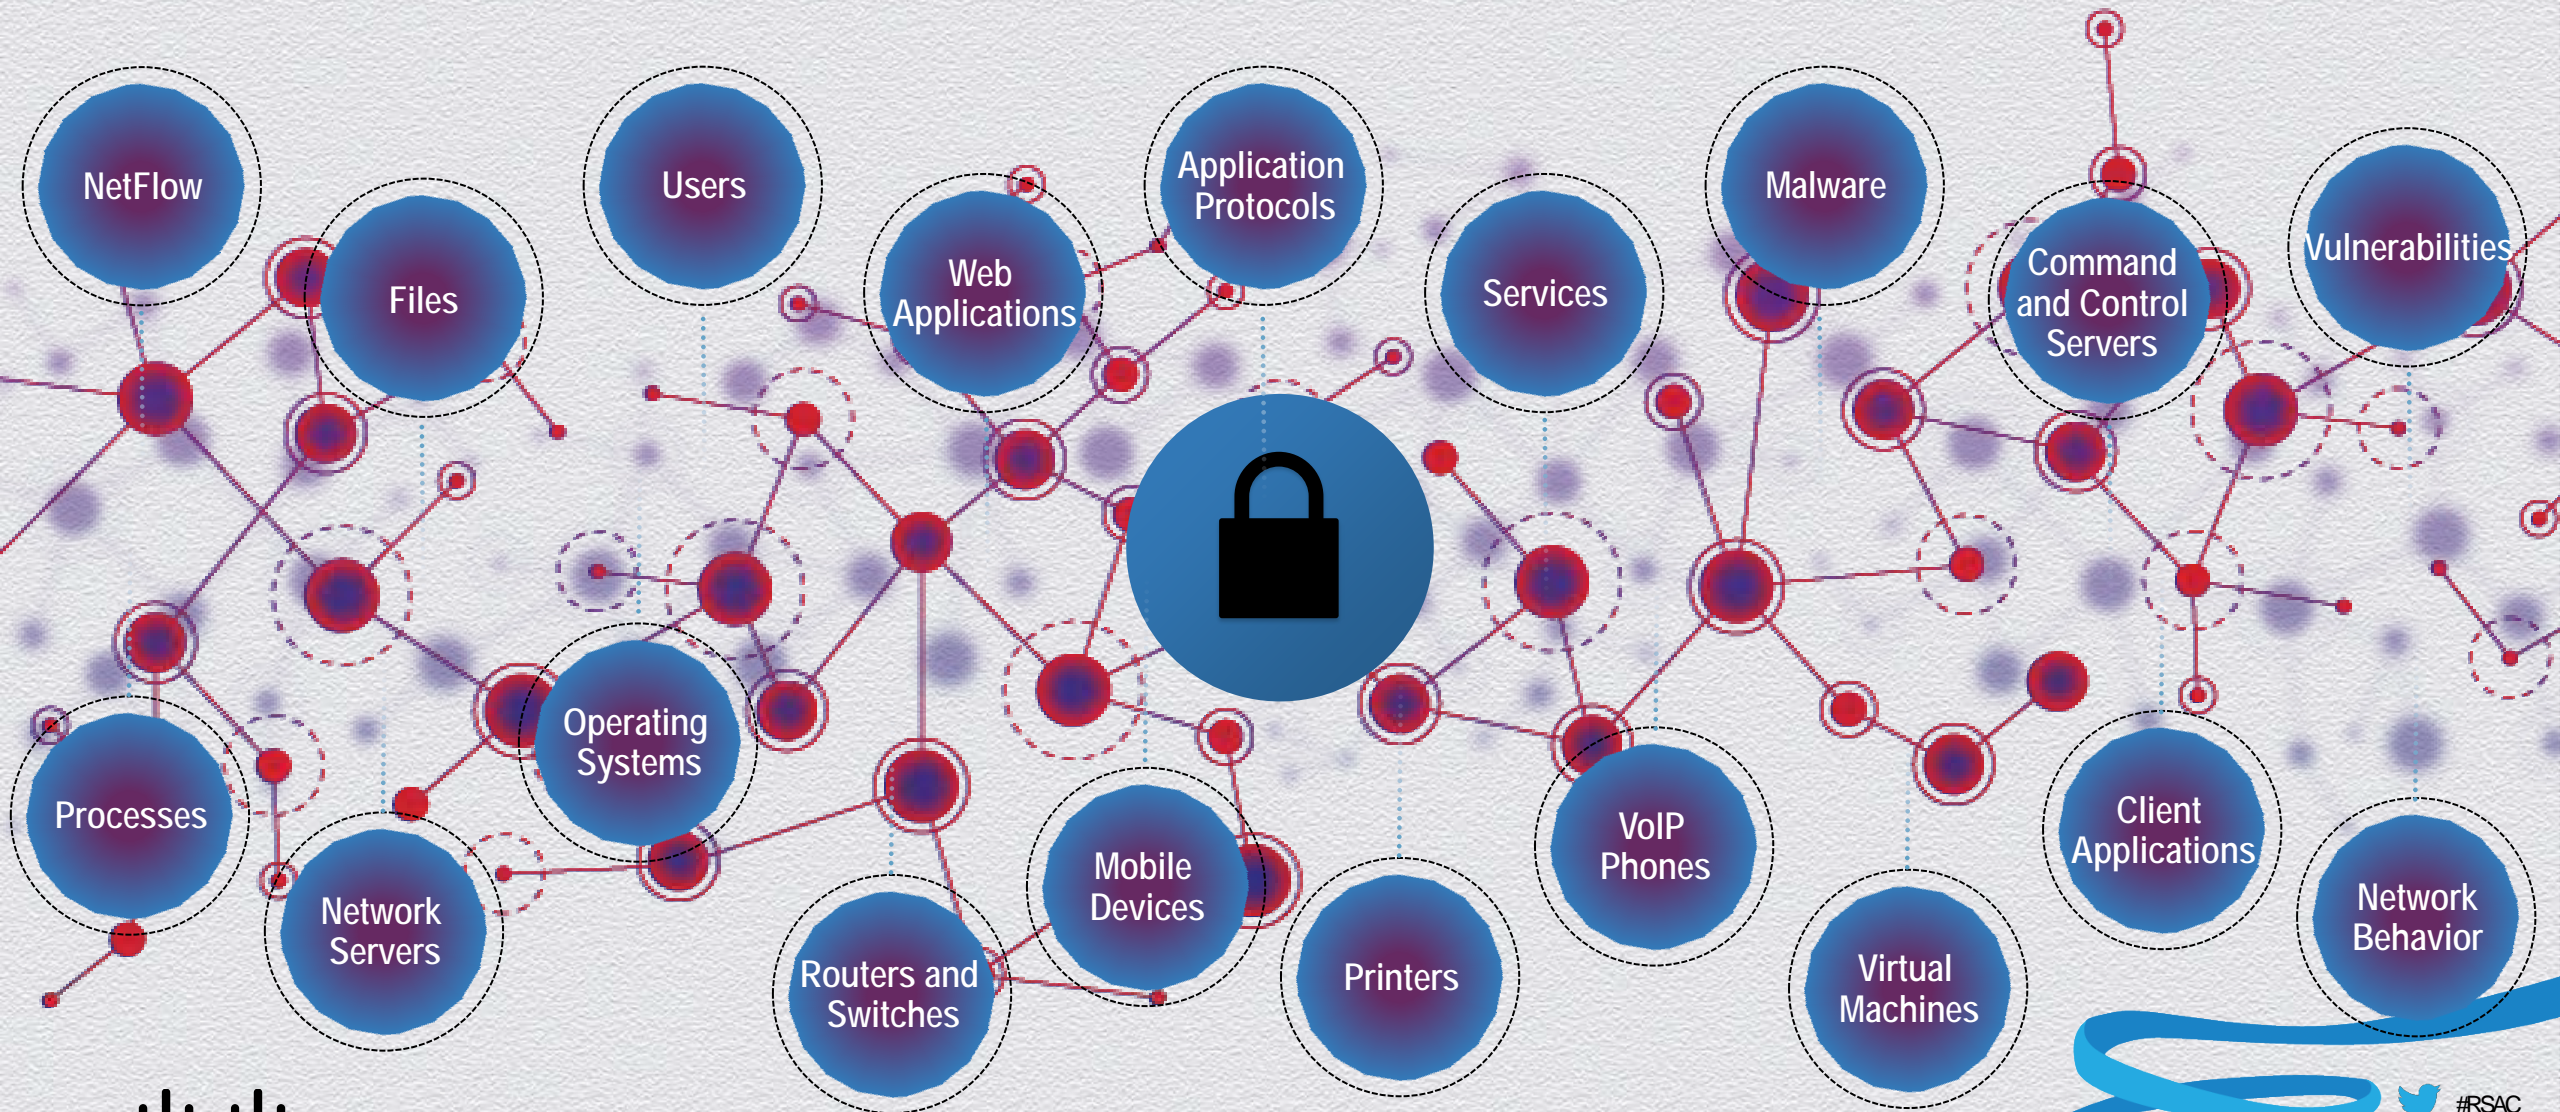 NetFlow
Files
Users
Web
Applications
Application
Protocols
Services
Malware
Command
and Control
Servers
Vulnerabilities
Processes
Network
Servers
Operating
Systems
Routers and
Switches
Mobile
Devices
Printers
VoIP
Phones
Virtual
Machines
Client
Applications
Network
Behavior
#RSAC